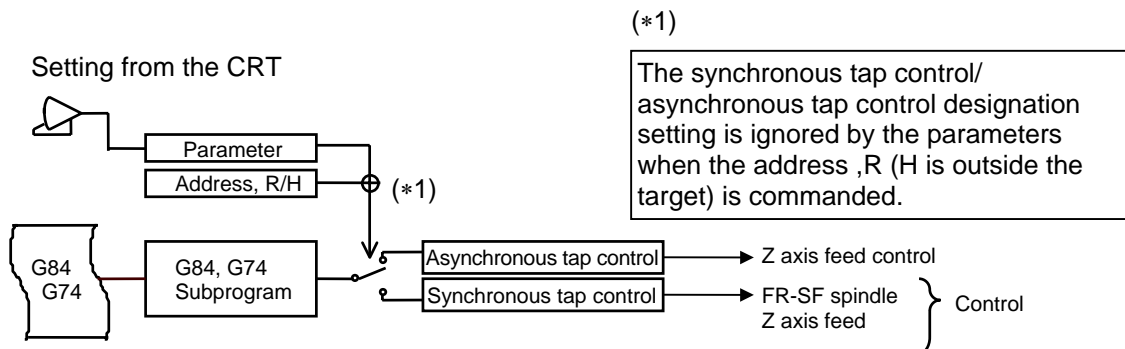 (*1)
Setting from the CRT
The synchronous tap control/
asynchronous tap control designation
setting is ignored by the parameters
when the address ,R (H is outside the
target) is commanded.
Parameter
Address, R/H
(*1)
G84
G74
G84, G74
Subprogram
Asynchronous tap control
Z axis feed control
Synchronous tap control
FR-SF spindle
Z axis feed
Control